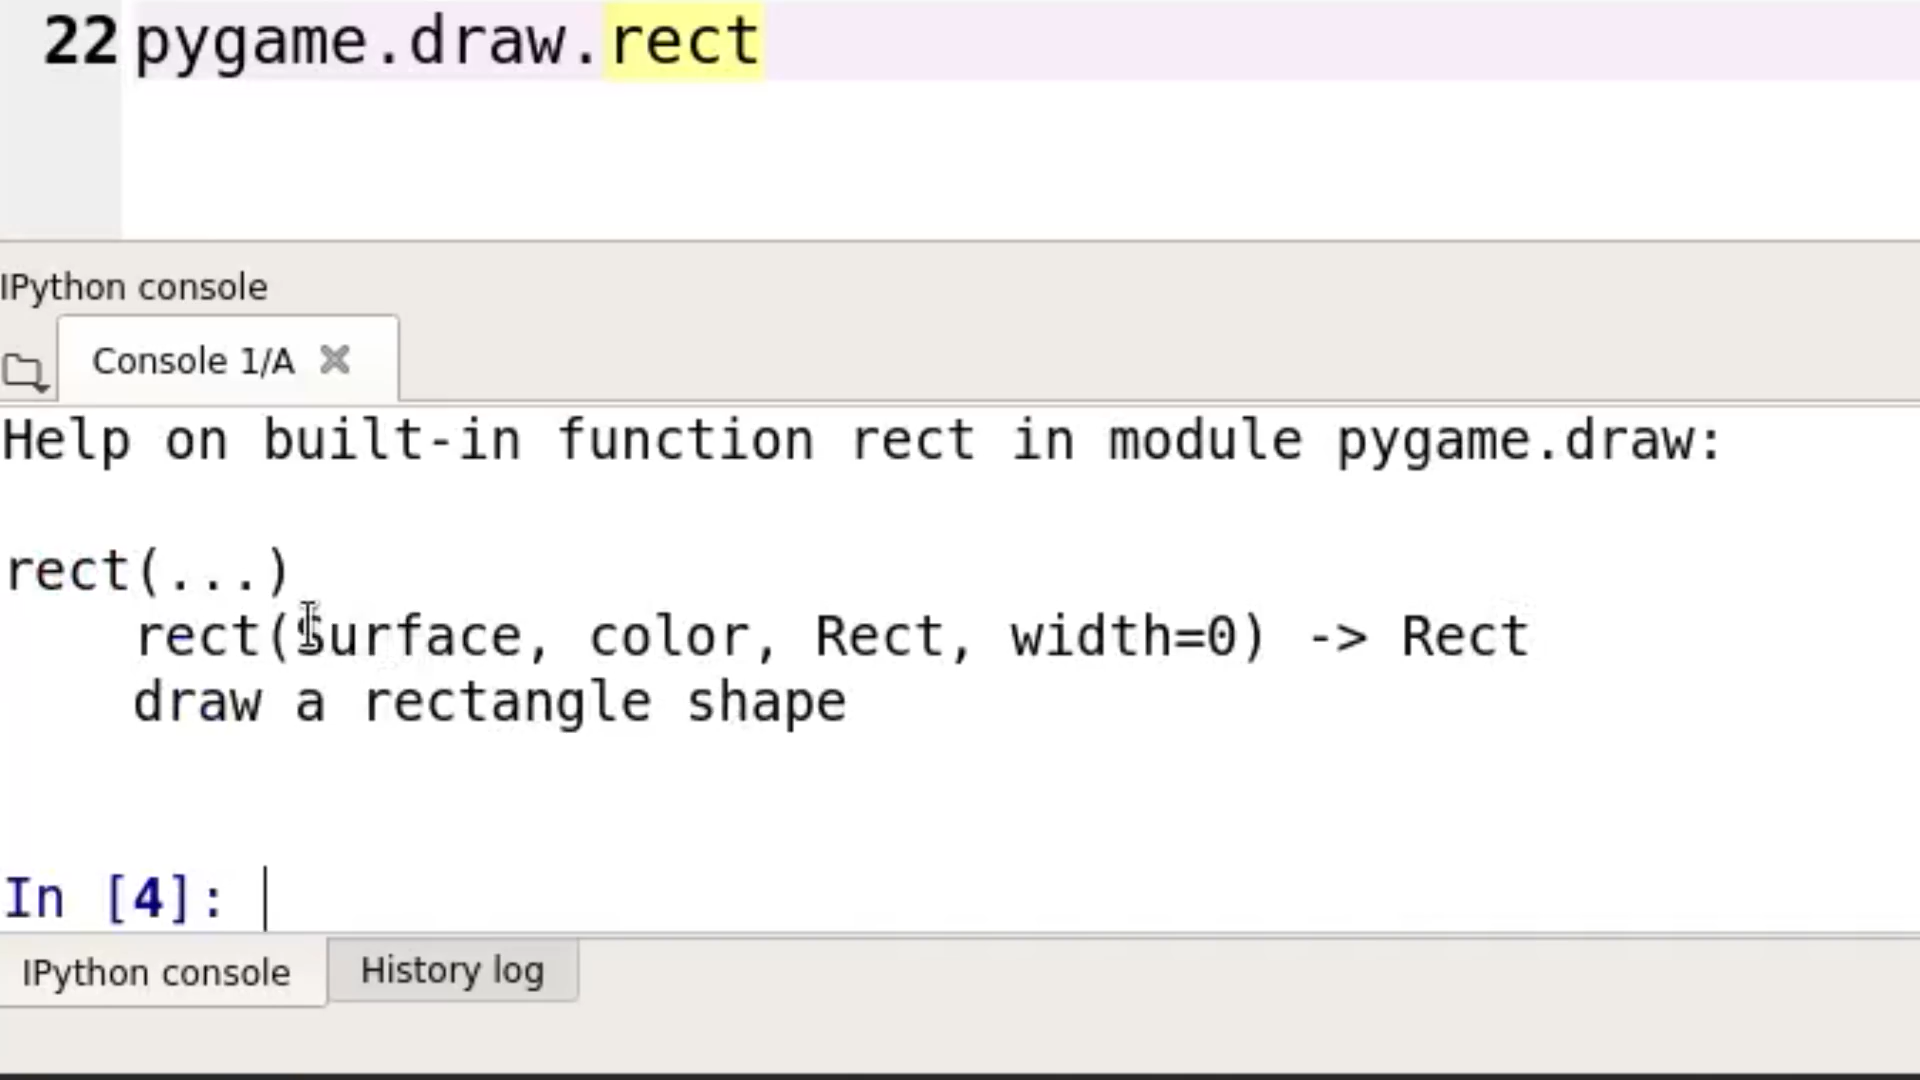 22 pygame.draw.rect
IPython console
Console 1/A
Help on built-in function rect in module pygame.draw:
rect(...)
rect(Surface, color, Rect, width=0) -> Rect
draw a rectangle shape
In [4]:
IPython console
History log